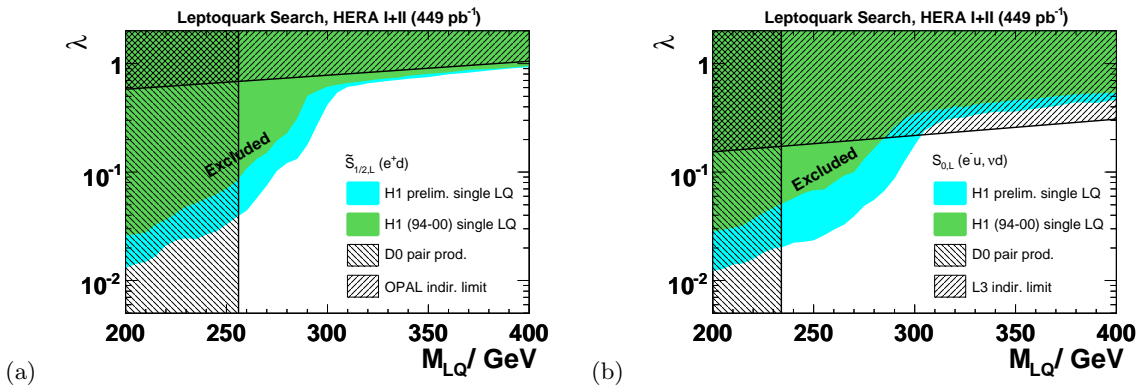 Leptoquark Search, HERA I+II (449 pb⁻¹)
λ
1
10⁻¹
10⁻²
Excluded
S̃₁/₂,L (e⁺d)
H1 prelim. single LQ
H1 (94-00) single LQ
D0 pair prod.
OPAL indir. limit
200 250 300 350 400
M_LQ/ GeV
(a)
Leptoquark Search, HERA I+II (449 pb⁻¹)
λ
1
10⁻¹
10⁻²
Excluded
S₀,L (e⁻u, νd)
H1 prelim. single LQ
H1 (94-00) single LQ
D0 pair prod.
L3 indir. limit
200 250 300 350 400
M_LQ/ GeV
(b)